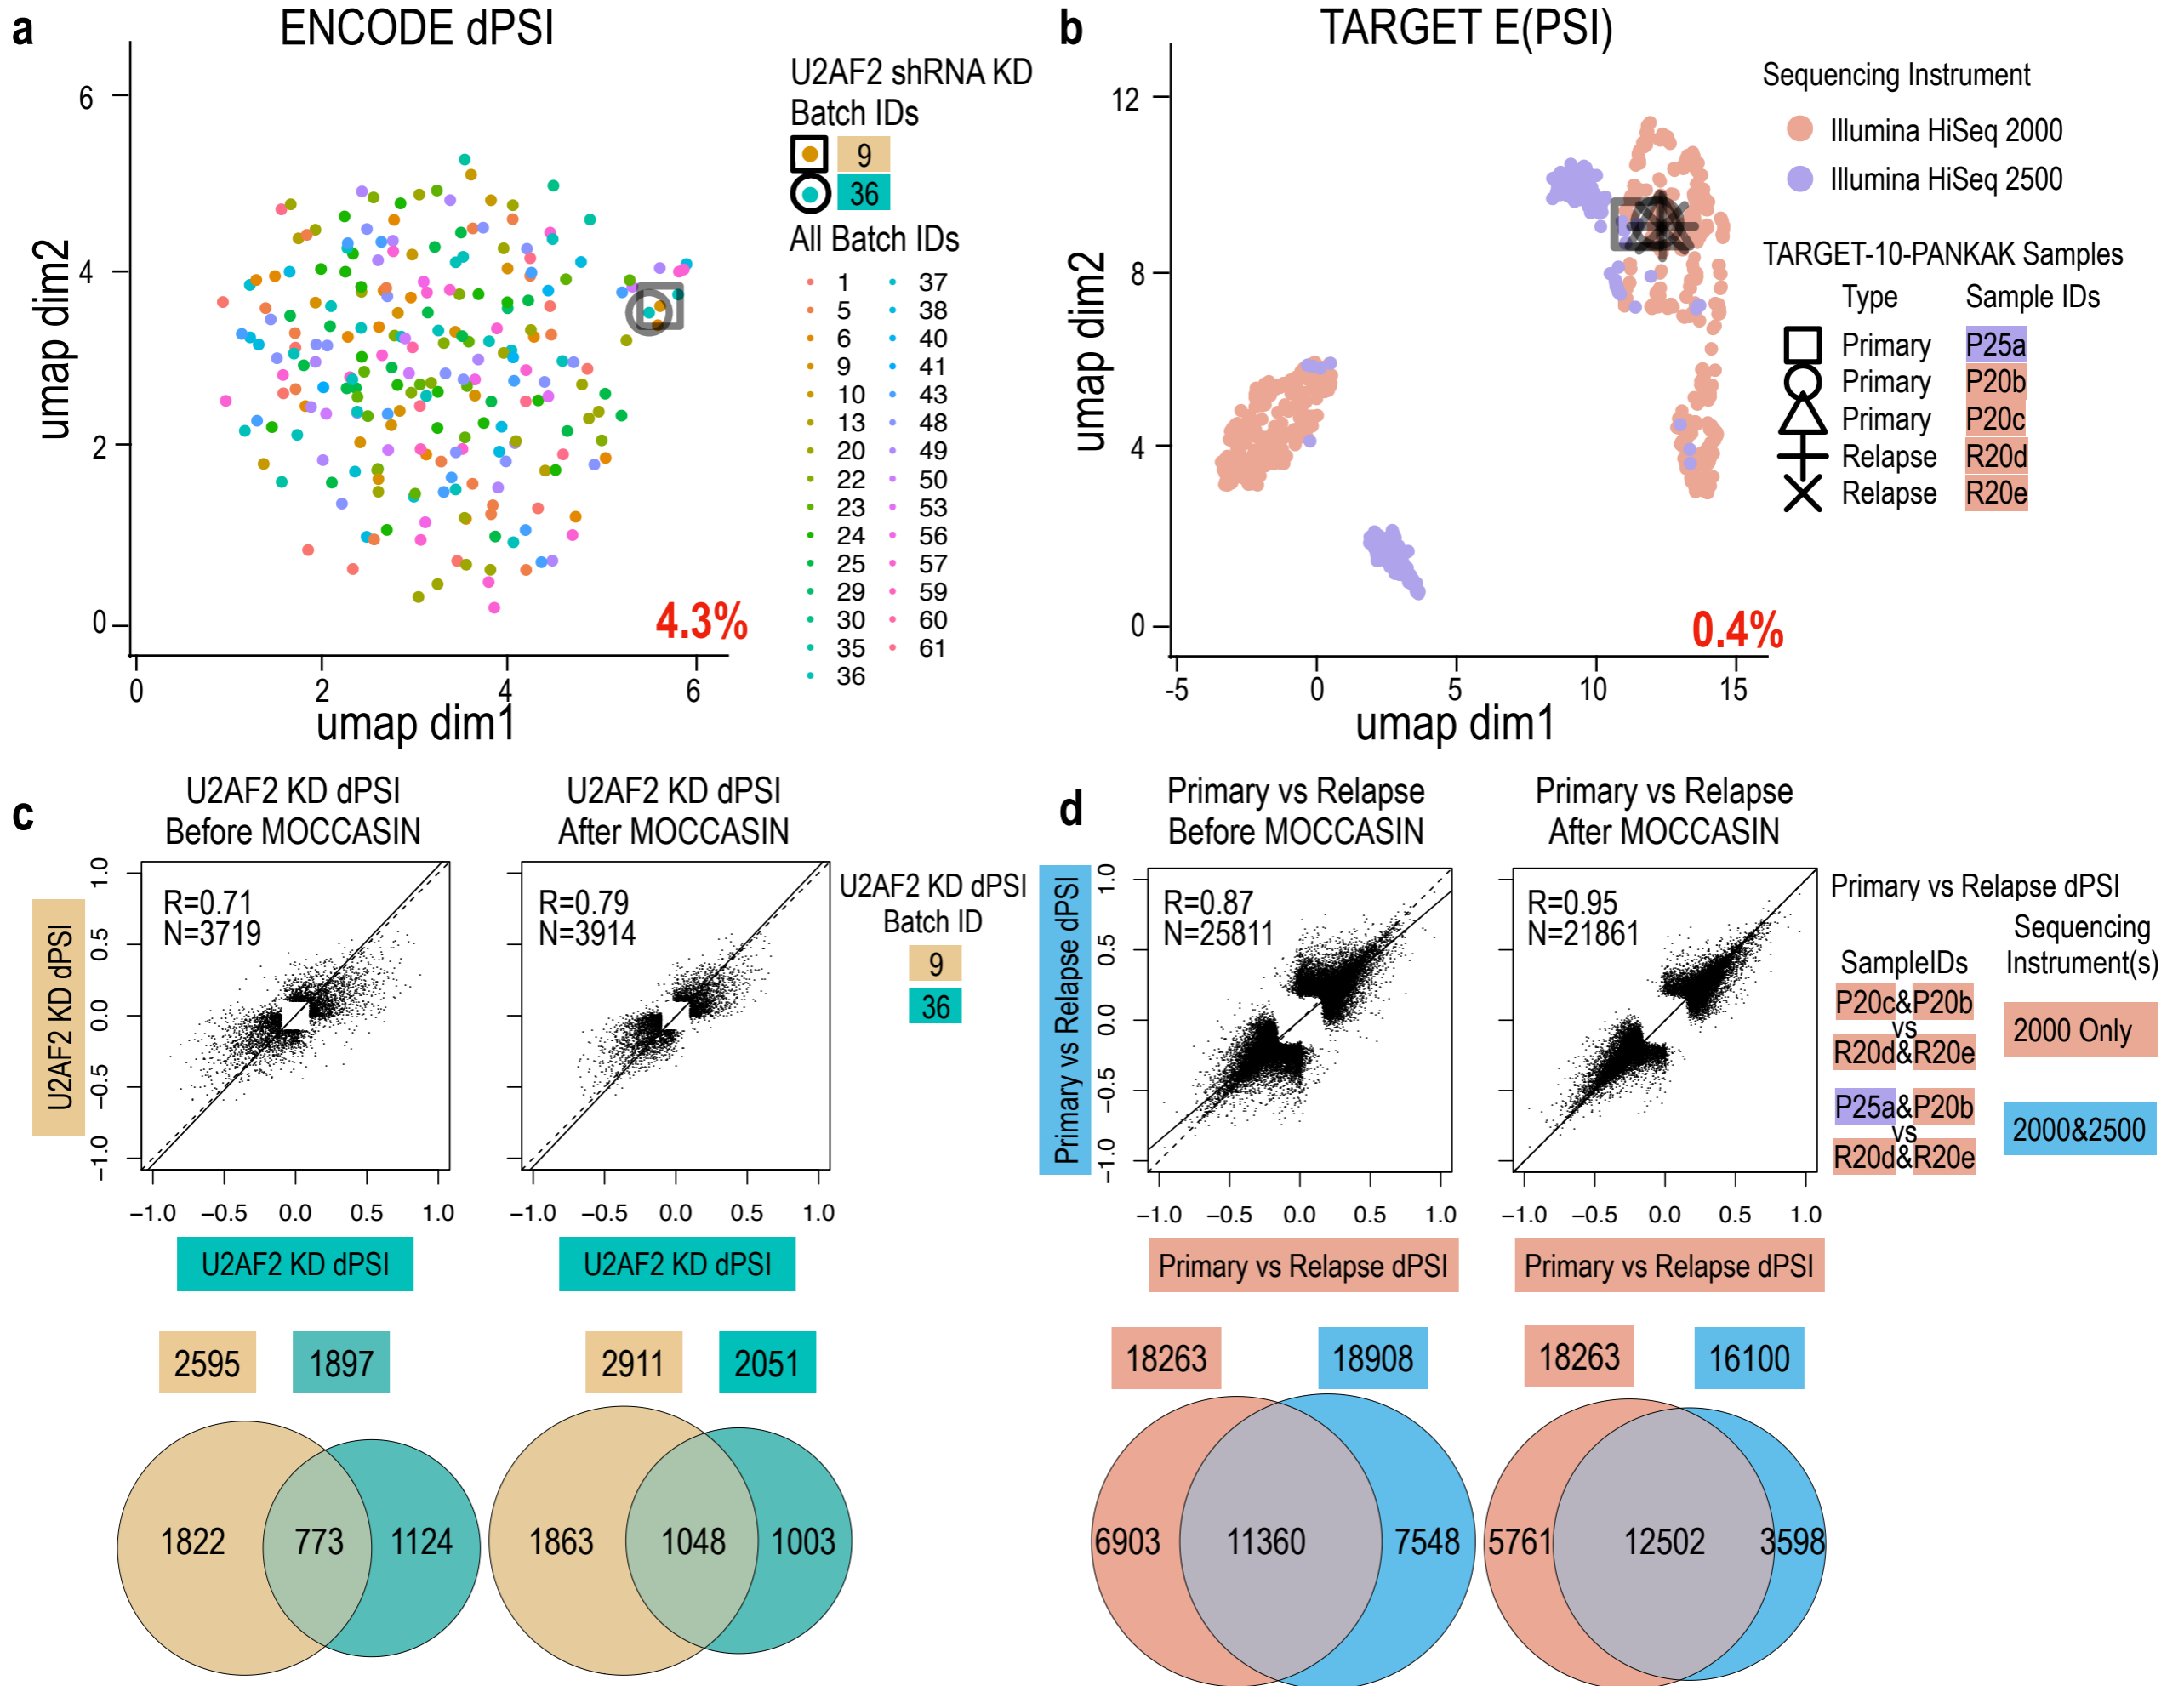 a
ENCODE dPSI
6
4
2
0
umap dim2
0
2
4
6
umap dim1
4.3%
U2AF2 shRNA KD
Batch IDs
9
36
All Batch IDs
1 37
5 38
6 40
9 41
10 43
13 48
20 49
22 50
23 53
24 56
25 57
29 59
30 60
35 61
36
b
TARGET E(PSI)
12
8
4
0
umap dim2
-5
0
5
10
15
umap dim1
0.4%
Sequencing Instrument
Illumina HiSeq 2000
Illumina HiSeq 2500
TARGET-10-PANKAK Samples
Type Sample IDs
Primary P25a
Primary P20b
Primary P20c
Relapse R20d
Relapse R20e
c
U2AF2 KD dPSI
Before MOCCASIN
U2AF2 KD dPSI
After MOCCASIN
U2AF2 KD dPSI
1.0
0.5
0.0
−0.5
−1.0
R=0.71
N=3719
−1.0 −0.5 0.0 0.5 1.0
U2AF2 KD dPSI
R=0.79
N=3914
−1.0 −0.5 0.0 0.5 1.0
U2AF2 KD dPSI
U2AF2 KD dPSI
Batch ID
9
36
2595
1897
1822
773
1124
2911
2051
1863
1048
1003
d
Primary vs Relapse
Before MOCCASIN
Primary vs Relapse
After MOCCASIN
Primary vs Relapse dPSI
1.0
0.5
0.0
−0.5
−1.0
R=0.87
N=25811
−1.0 −0.5 0.0 0.5 1.0
Primary vs Relapse dPSI
R=0.95
N=21861
−1.0 −0.5 0.0 0.5 1.0
Primary vs Relapse dPSI
Primary vs Relapse dPSI
Sequencing
Instrument(s)
SampleIDs
P20c&P20b
vs
R20d&R20e
2000 Only
P25a&P20b
vs
R20d&R20e
2000&2500
18263
18908
6903
11360
7548
18263
16100
5761
12502
3598